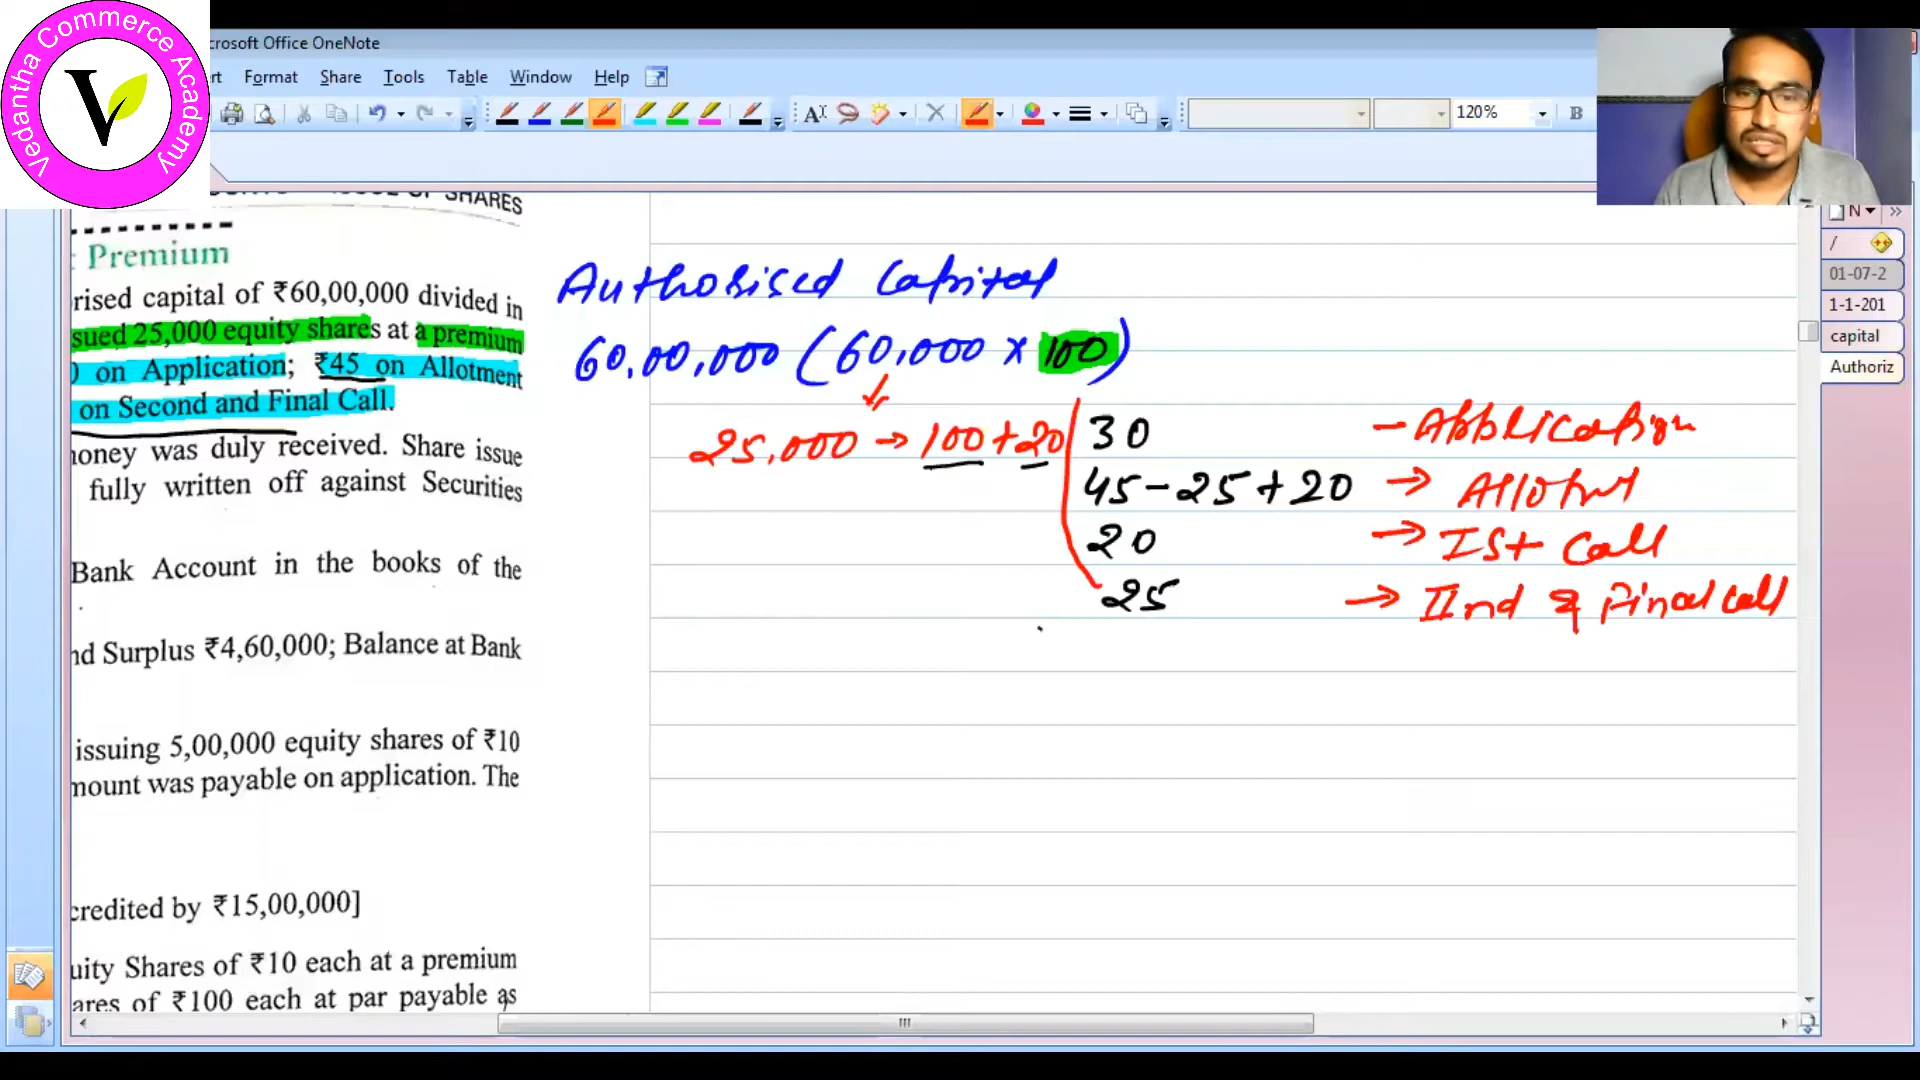 Vedantha Commerce Academy
V
crosoft Office OneNote
rt Format Share Tools Table Window Help
120% B
N
/
01-07-2
1-1-201
capital
Authoriz
ISSUE OF SHARES
: Premium
rised capital of ₹60,00,000 divided in
sued 25,000 equity shares at a premium
0 on Application; ₹45 on Allotment
on Second and Final Call.
noney was duly received. Share issue
fully written off against Securities
Bank Account in the books of the
nd Surplus ₹4,60,000; Balance at Bank
issuing 5,00,000 equity shares of ₹10
mount was payable on application. The
credited by ₹15,00,000]
uity Shares of ₹10 each at a premium
ares of ₹100 each at par payable as
Authorised Capital
60,00,000 (60,000 × 100)
25,000 → 100 + 20
30 - Application
45 - 25 + 20 → Allotmt
20 → Ist Call
25 → IInd & Final Call